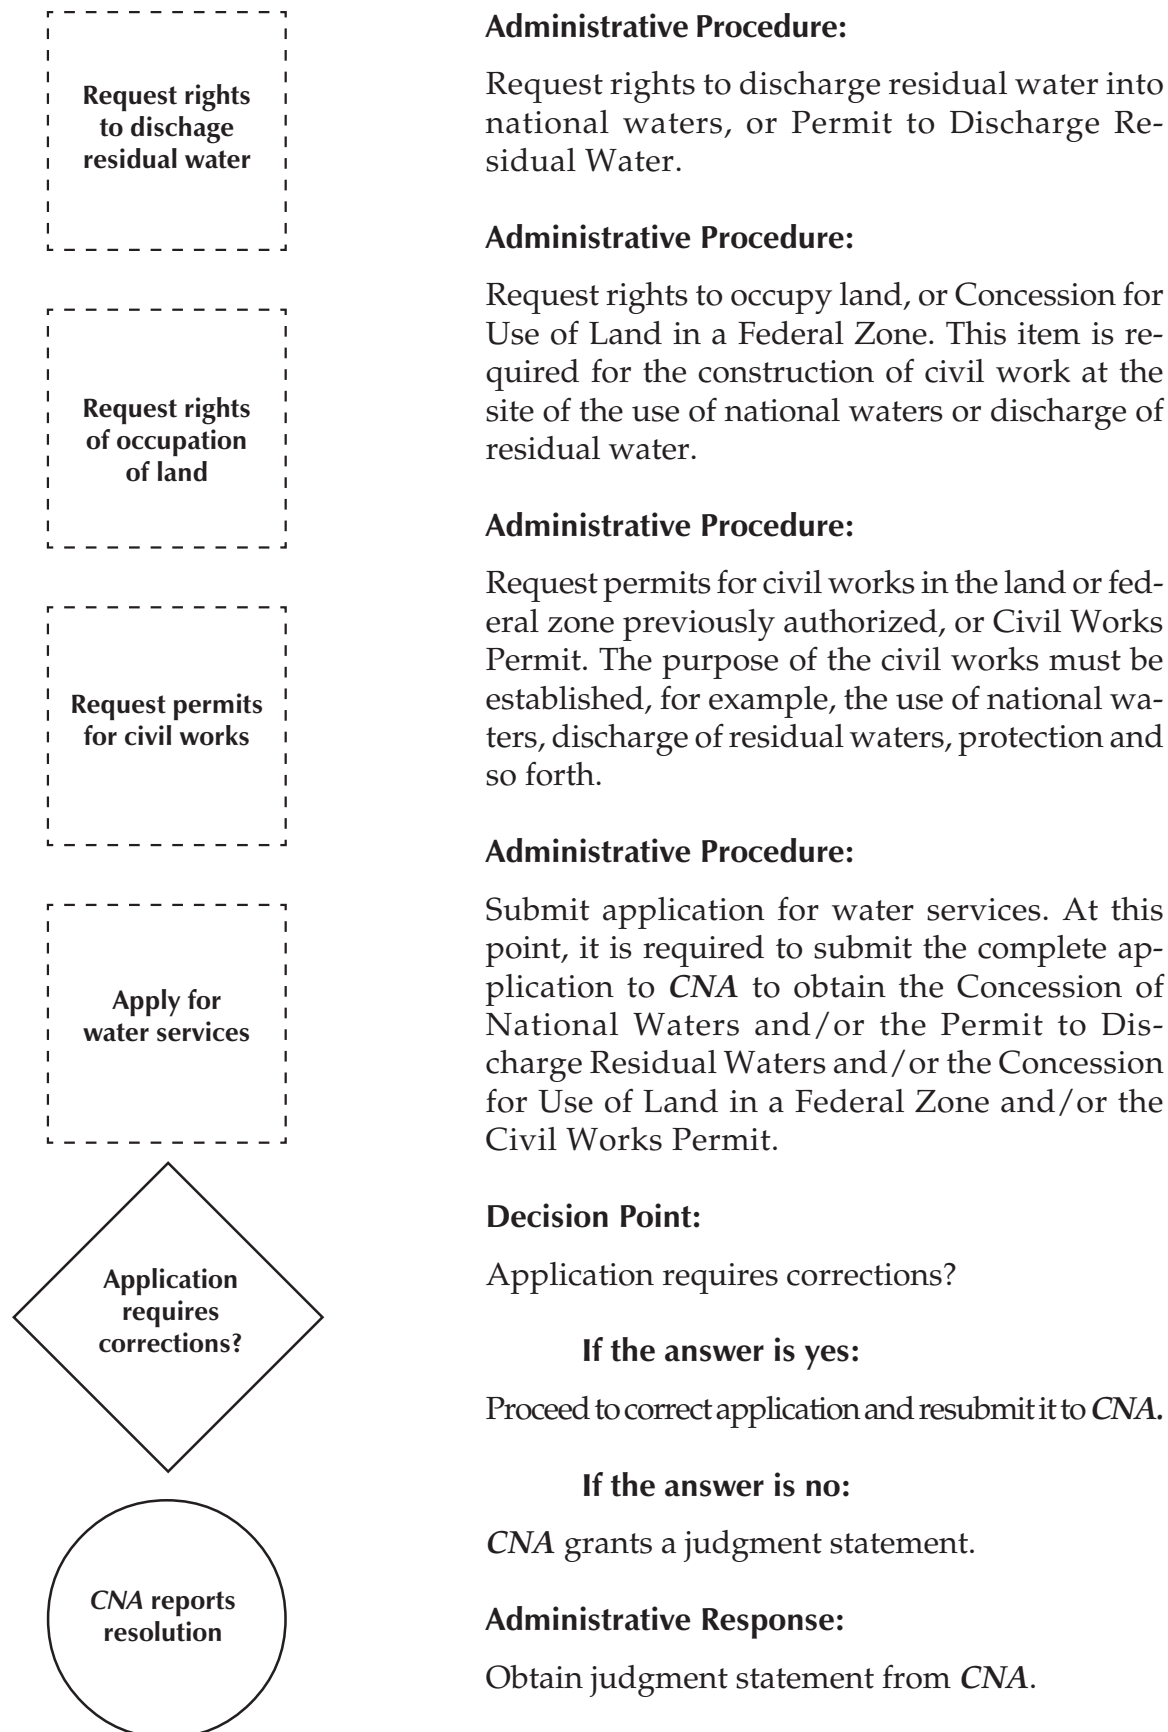 Request rights
to dischage
residual water
Administrative Procedure:
Request rights to discharge residual water into
national waters, or Permit to Discharge Re-
sidual Water.
Request rights
of occupation
of land
Administrative Procedure:
Request rights to occupy land, or Concession for
Use of Land in a Federal Zone. This item is re-
quired for the construction of civil work at the
site of the use of national waters or discharge of
residual water.
Request permits
for civil works
Administrative Procedure:
Request permits for civil works in the land or fed-
eral zone previously authorized, or Civil Works
Permit. The purpose of the civil works must be
established, for example, the use of national wa-
ters, discharge of residual waters, protection and
so forth.
Apply for
water services
Administrative Procedure:
Submit application for water services. At this
point, it is required to submit the complete ap-
plication to CNA to obtain the Concession of
National Waters and/or the Permit to Dis-
charge Residual Waters and/or the Concession
for Use of Land in a Federal Zone and/or the
Civil Works Permit.
Application
requires
corrections?
Decision Point:
Application requires corrections?
If the answer is yes:
Proceed to correct application and resubmit it to CNA.
If the answer is no:
CNA grants a judgment statement.
CNA reports
resolution
Administrative Response:
Obtain judgment statement from CNA.